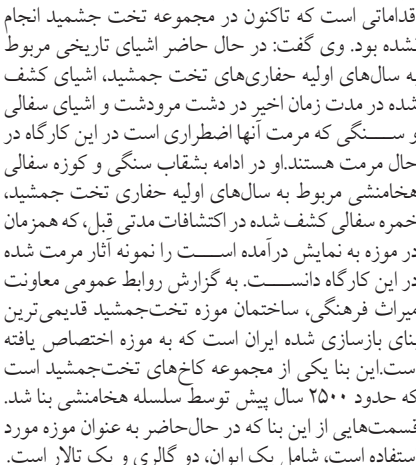 قداماتی است که تاکنون در مجموعه تخت جشمید انجام
نشده بود. وی گفت: در حال حاضر اشیای تاریخی مربوط
به سال‌های اولیه حفاری‌های تخت جمشید، اشیای کشف
شده در مدت زمان اخیر در دشت مرودشت و اشیای سفالی
و سنگی که مرمت آنها اضطراری است در این کارگاه در
حال مرمت هستند.او در ادامه بشقاب سنگی و کوزه سفالی
هخامنشی مربوط به سال‌های اولیه حفاری تخت جمشید،
خمره سفالی کشف شده در اکتشافات مدتی قبل، که همزمان
در موزه به نمایش درآمده است را نمونه آثار مرمت شده
در این کارگاه دانست. به گزارش روابط عمومی معاونت
میراث فرهنگی، ساختمان موزه تخت‌جمشید قدیمی‌ترین
بنای بازسازی شده ایران است که به موزه اختصاص یافته
است.این بنا یکی از مجموعه کاخ‌های تخت‌جمشید است
که حدود ۲۵۰۰ سال پیش توسط سلسله هخامنشی بنا شد.
قسمت‌هایی از این بنا که در حال‌حاضر به عنوان موزه مورد
استفاده است، شامل یک ایوان، دو گالری و یک تالار است.